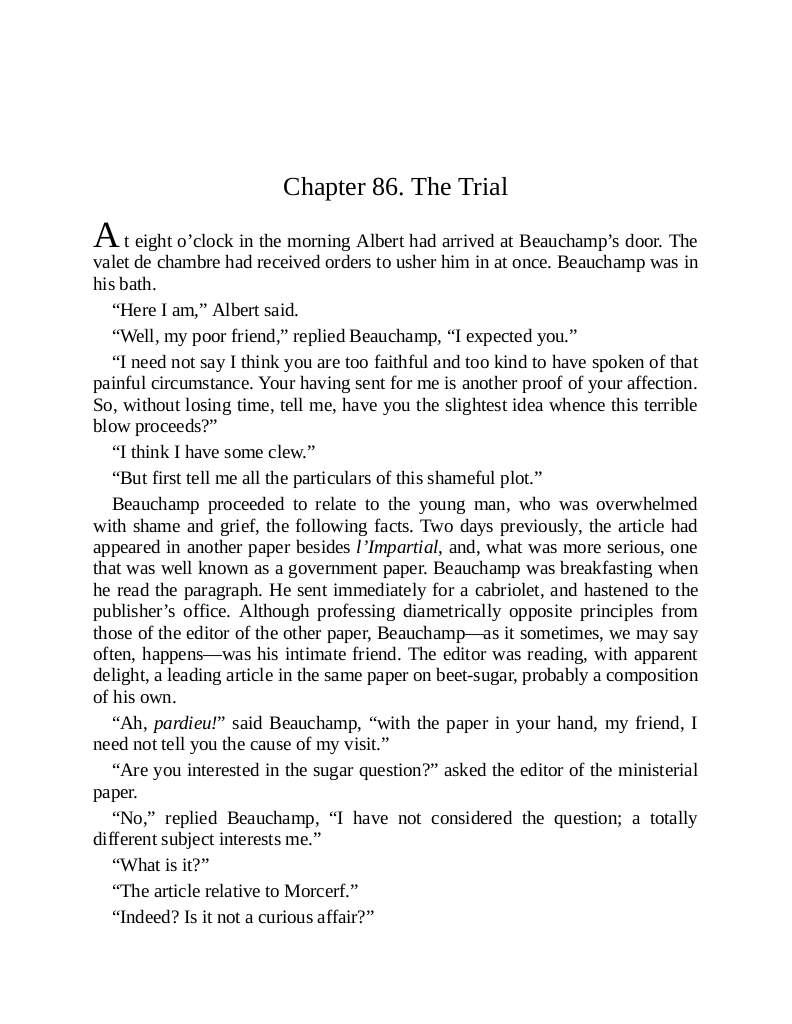 Chapter 86. The Trial
At eight o’clock in the morning Albert had arrived at Beauchamp’s door. The
valet de chambre had received orders to usher him in at once. Beauchamp was in
his bath.
“Here I am,” Albert said.
“Well, my poor friend,” replied Beauchamp, “I expected you.”
“I need not say I think you are too faithful and too kind to have spoken of that
painful circumstance. Your having sent for me is another proof of your affection.
So, without losing time, tell me, have you the slightest idea whence this terrible
blow proceeds?”
“I think I have some clew.”
“But first tell me all the particulars of this shameful plot.”
Beauchamp proceeded to relate to the young man, who was overwhelmed
with shame and grief, the following facts. Two days previously, the article had
appeared in another paper besides l’Impartial, and, what was more serious, one
that was well known as a government paper. Beauchamp was breakfasting when
he read the paragraph. He sent immediately for a cabriolet, and hastened to the
publisher’s office. Although professing diametrically opposite principles from
those of the editor of the other paper, Beauchamp—as it sometimes, we may say
often, happens—was his intimate friend. The editor was reading, with apparent
delight, a leading article in the same paper on beet-sugar, probably a composition
of his own.
“Ah, pardieu!” said Beauchamp, “with the paper in your hand, my friend, I
need not tell you the cause of my visit.”
“Are you interested in the sugar question?” asked the editor of the ministerial
paper.
“No,” replied Beauchamp, “I have not considered the question; a totally
different subject interests me.”
“What is it?”
“The article relative to Morcerf.”
“Indeed? Is it not a curious affair?”